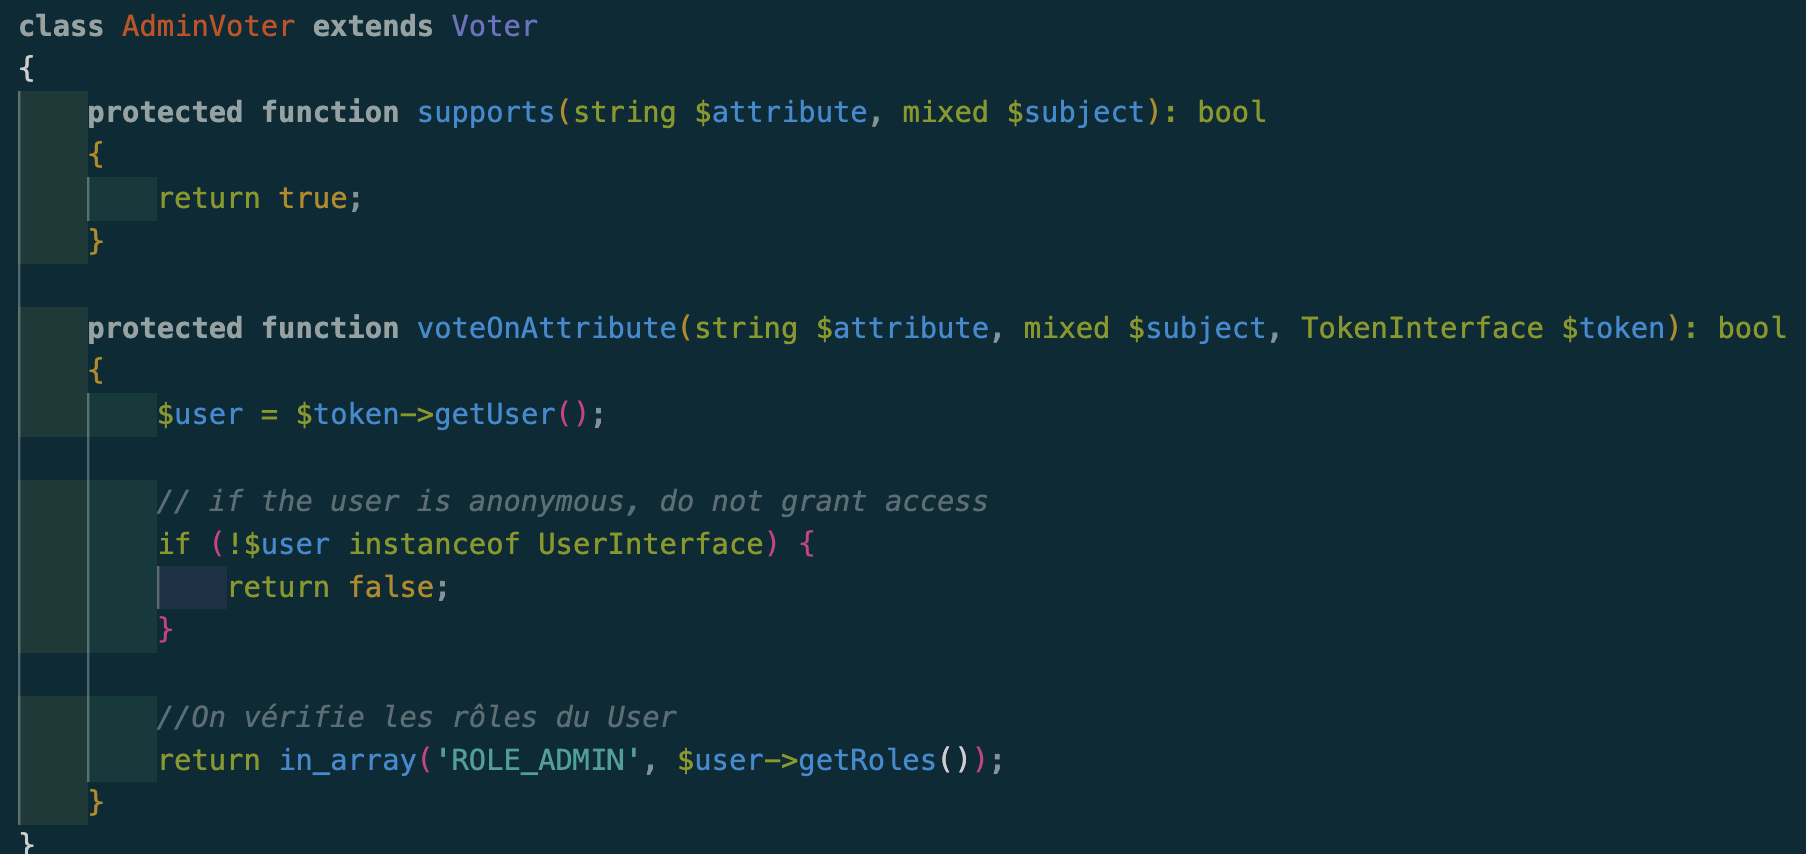 class AdminVoter extends Voter
{
    protected function supports(string $attribute, mixed $subject): bool
    {
        return true;
    }

    protected function voteOnAttribute(string $attribute, mixed $subject, TokenInterface $token): bool
    {
        $user = $token->getUser();

        // if the user is anonymous, do not grant access
        if (!$user instanceof UserInterface) {
            return false;
        }

        //On vérifie les rôles du User
        return in_array('ROLE_ADMIN', $user->getRoles());
    }
}